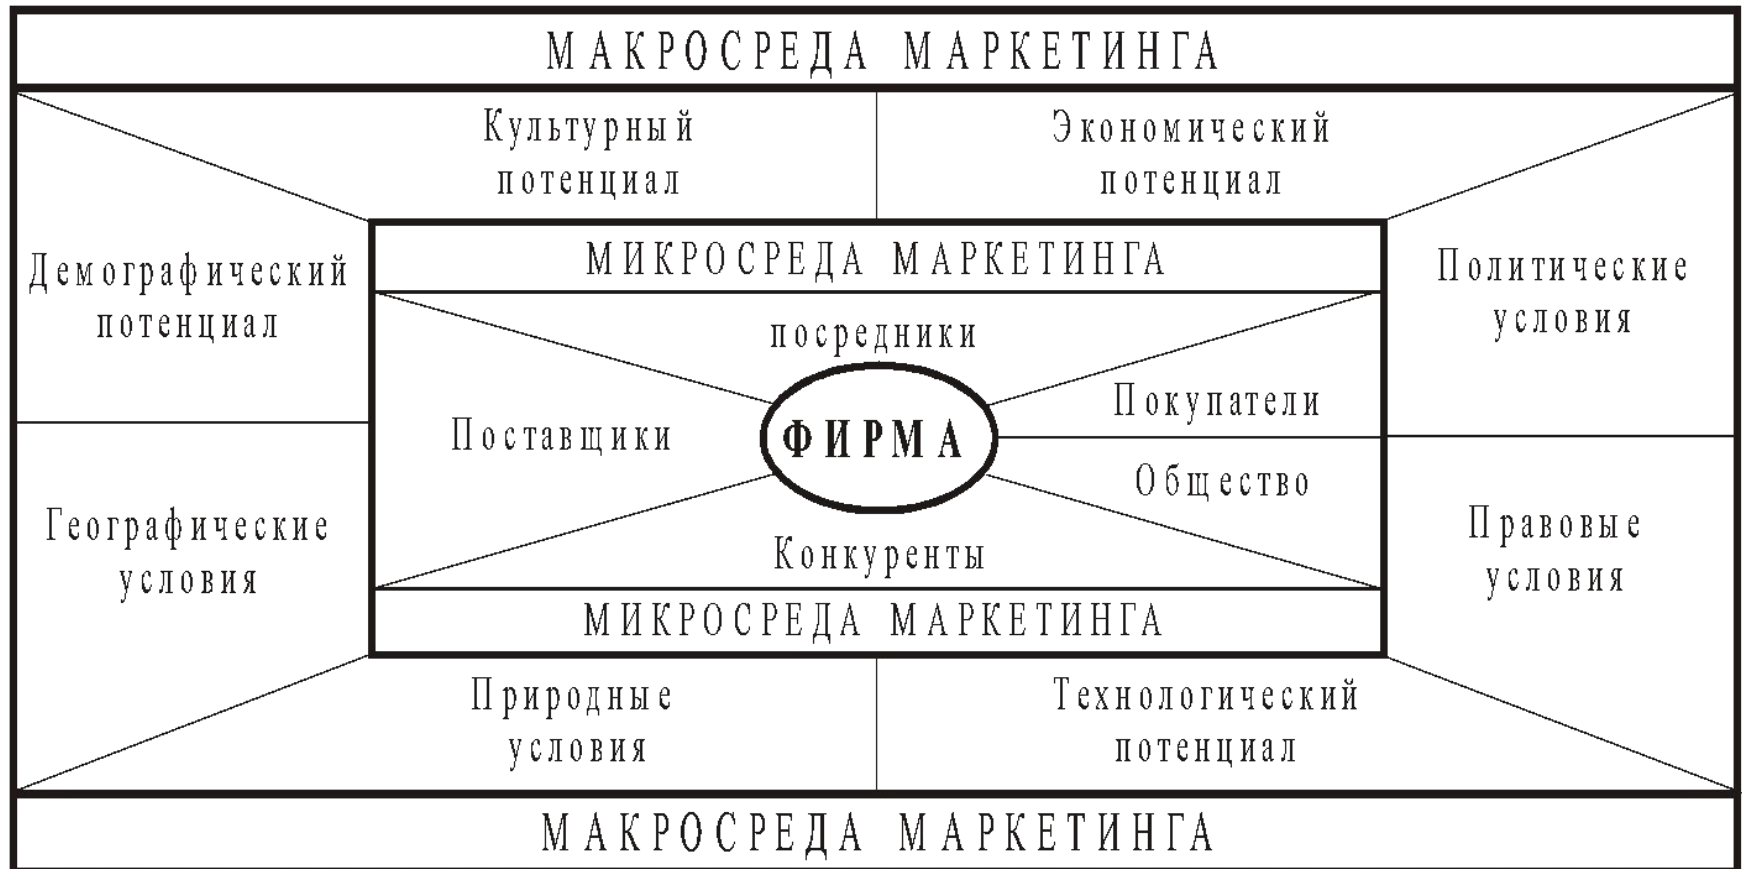 МАКРОСРЕДА МАРКЕТИНГА
Культурный
потенциал
Экономический
потенциал
Демографический
потенциал
МИКРОСРЕДА МАРКЕТИНГА
Политические
условия
посредники
Поставщики
ФИРМА
Покупатели
Общество
Конкуренты
Географические
условия
Правовые
условия
МИКРОСРЕДА МАРКЕТИНГА
Природные
условия
Технологический
потенциал
МАКРОСРЕДА МАРКЕТИНГА